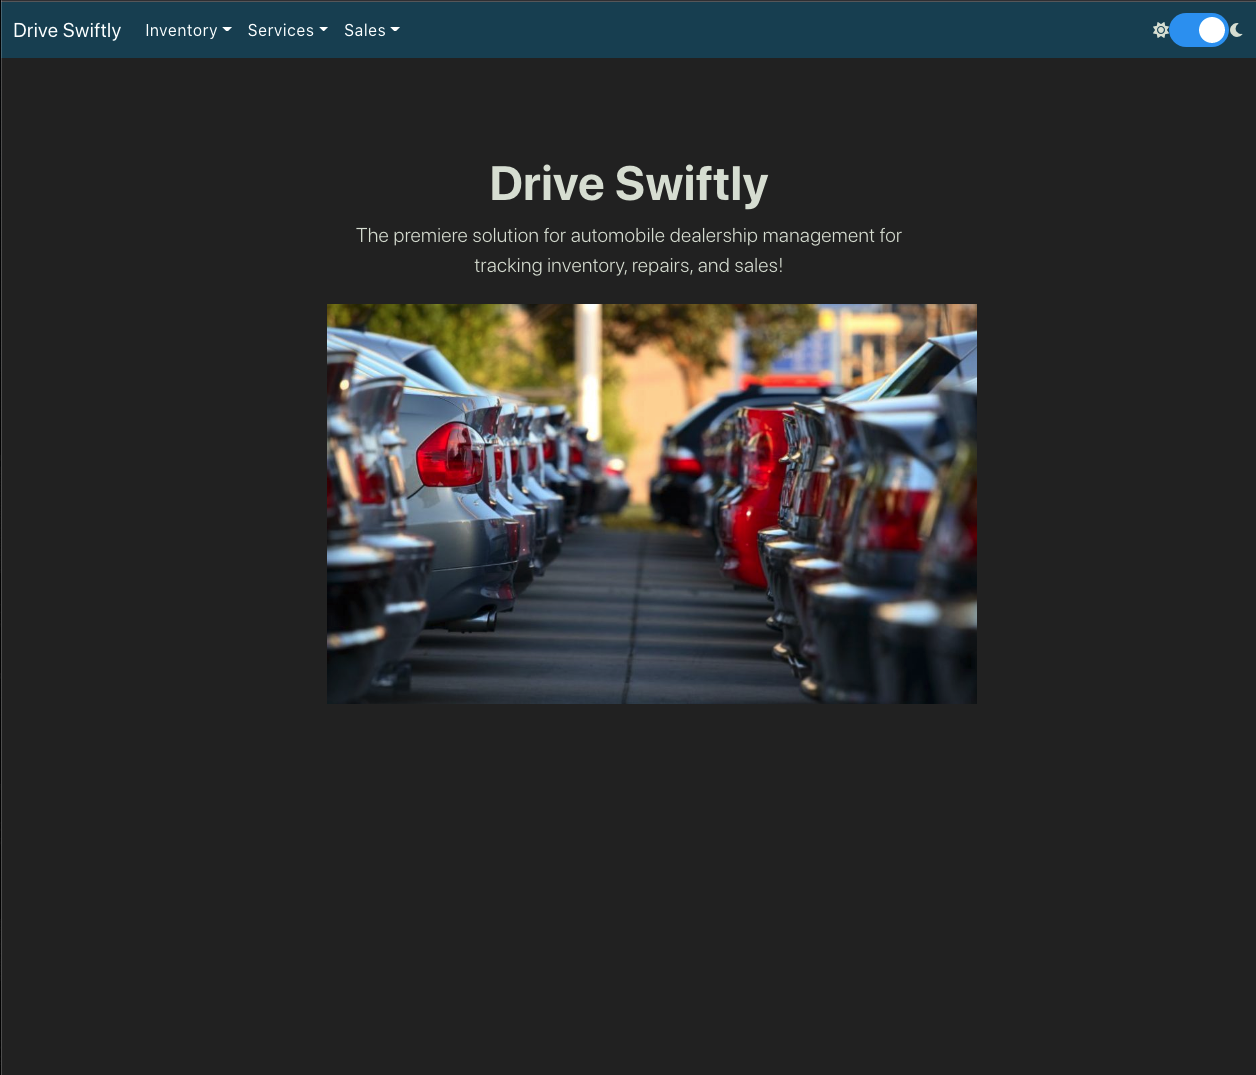 Drive Swiftly Inventory Services Sales
Drive Swiftly
The premiere solution for automobile dealership management for
tracking inventory, repairs, and sales!